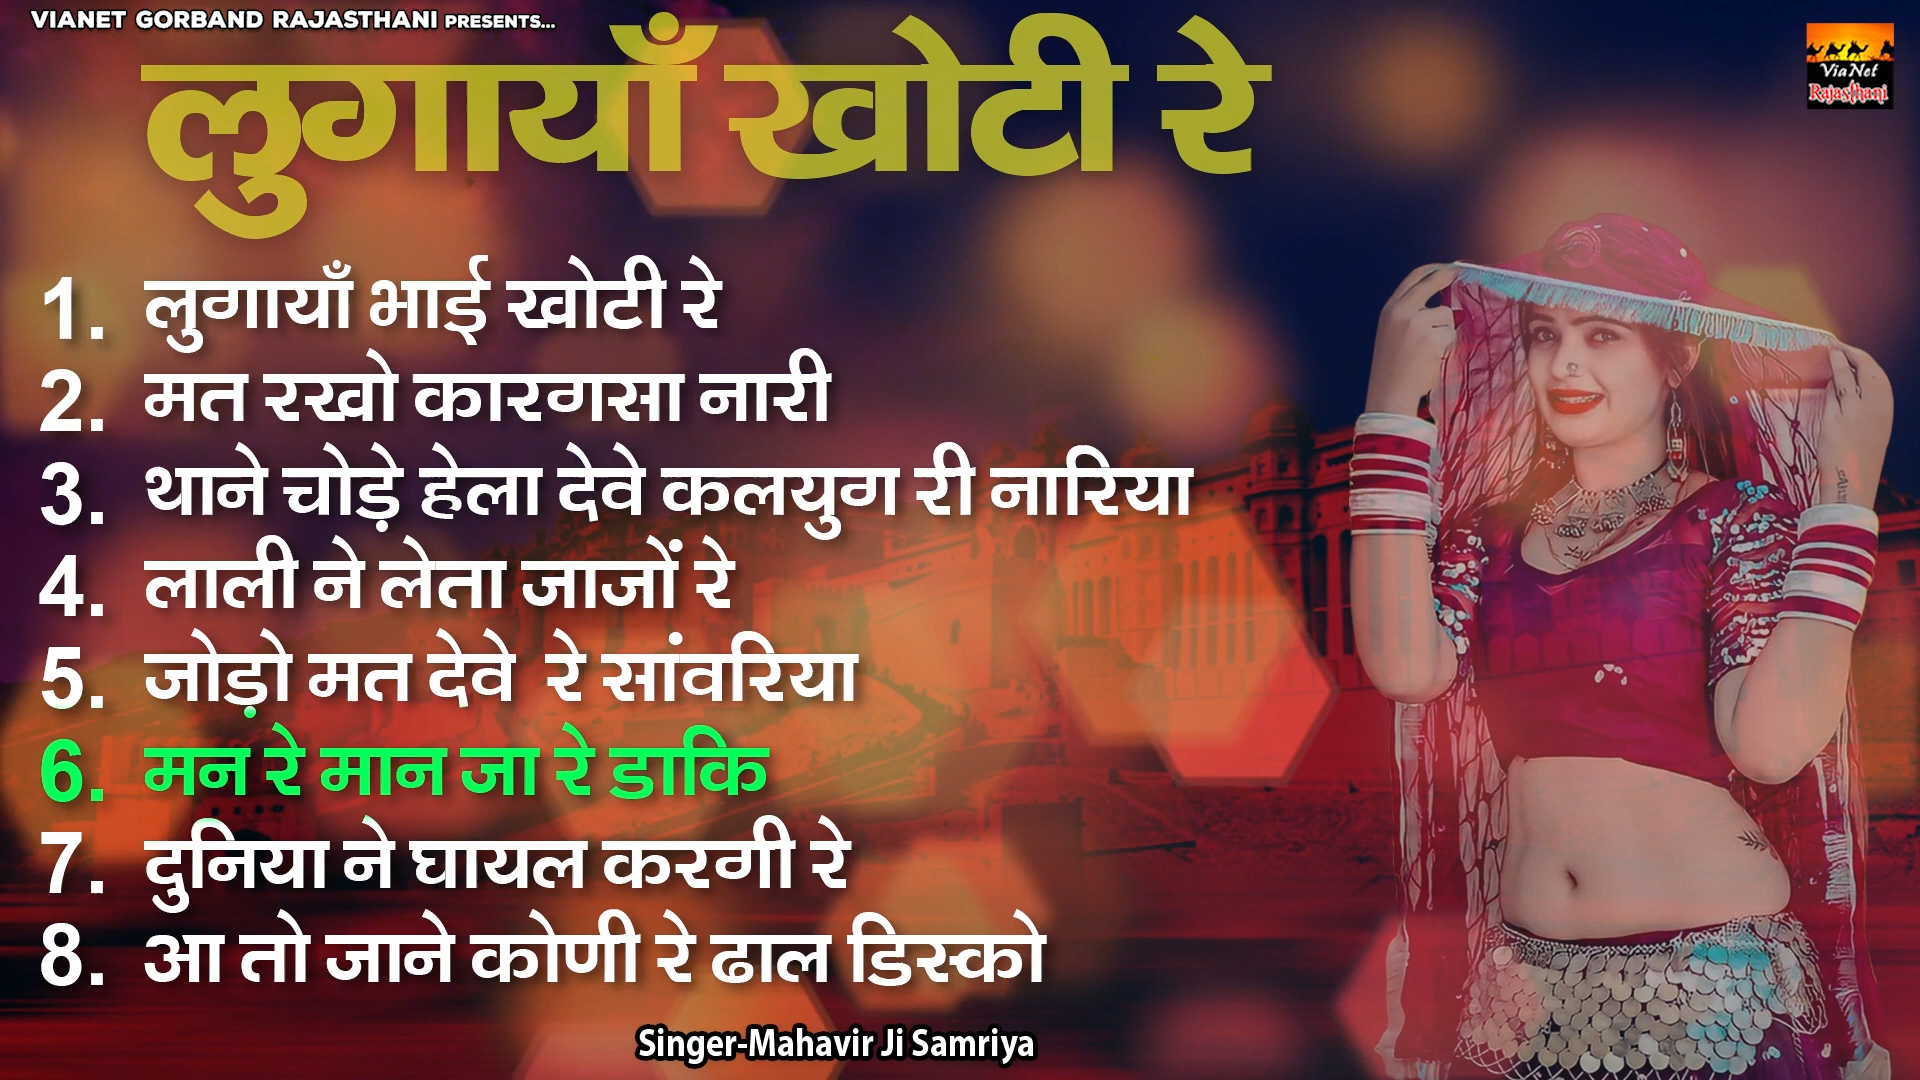 VIANET GORBAND RAJASTHANI PRESENTS...
ViaNet
Rajasthani
लुगायाँ खोटी रे
1. लुगायाँ भाई खोटी रे
2. मत रखो कारगसा नारी
3. थाने चोड़े हेला देवे कलयुग री नारिया
4. लाली ने लेता जाजों रे
5. जोड़ो मत देवे रे सांवरिया
6. मन रे मान जा रे डाकि
7. दुनिया ने घायल करगी रे
8. आ तो जाने कोणी रे ढाल डिस्को
Singer-Mahavir Ji Samriya